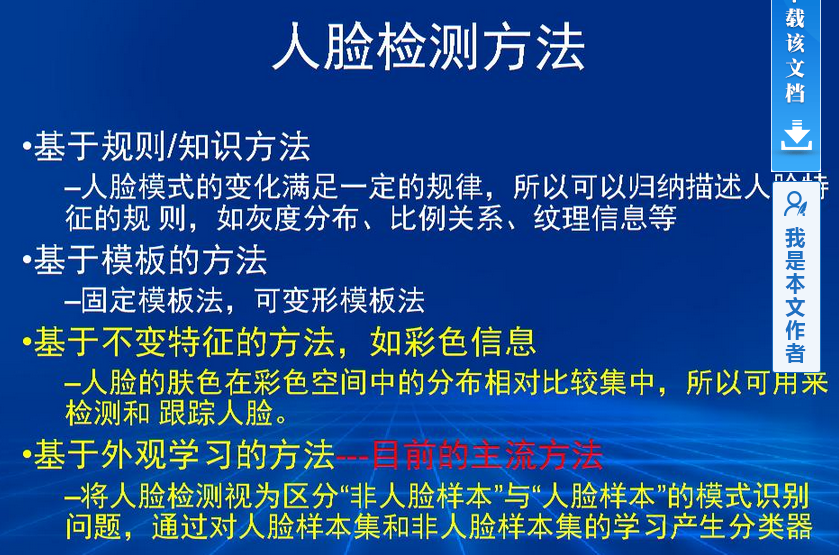 人脸检测方法
•基于规则/知识方法
–人脸模式的变化满足一定的规律，所以可以归纳描述人脸特
征的规 则，如灰度分布、比例关系、纹理信息等
•基于模板的方法
–固定模板法，可变形模板法
•基于不变特征的方法，如彩色信息
–人脸的肤色在彩色空间中的分布相对比较集中，所以可用来
检测和 跟踪人脸。
•基于外观学习的方法---目前的主流方法
–将人脸检测视为区分“非人脸样本”与“人脸样本”的模式识别
问题，通过对人脸样本集和非人脸样本集的学习产生分类器
载该文档
我是本文作者